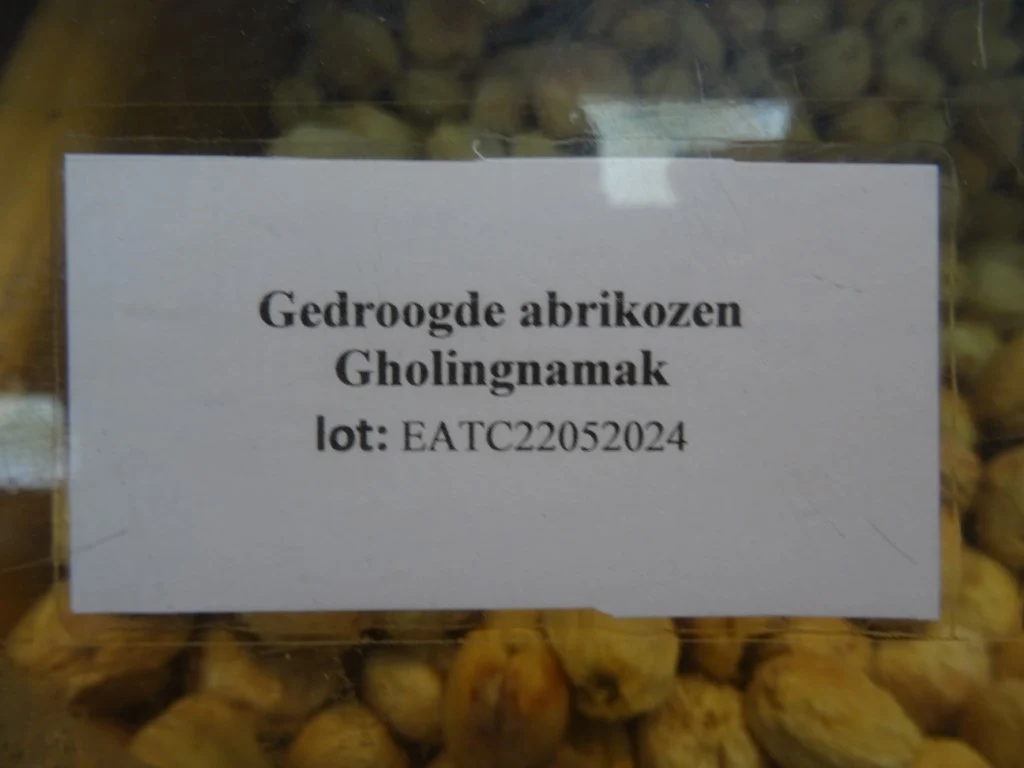 Gedroogde abrikozen
Gholingnamak
lot: EATC22052024